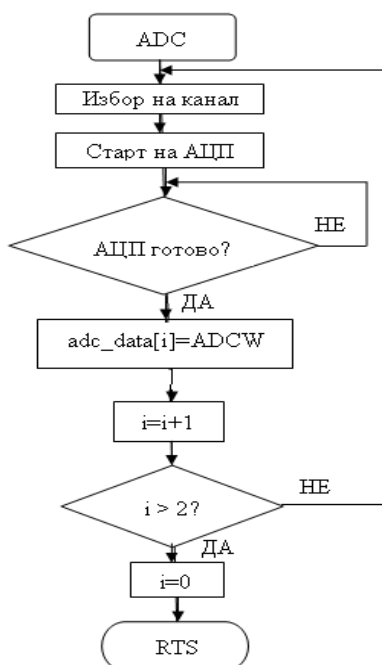 ADC
Избор на канал
Старт на АЦП
НЕ
АЦП готово?
ДА
adc_data[i]=ADCW
i=i+1
НЕ
i > 2?
ДА
i=0
RTS